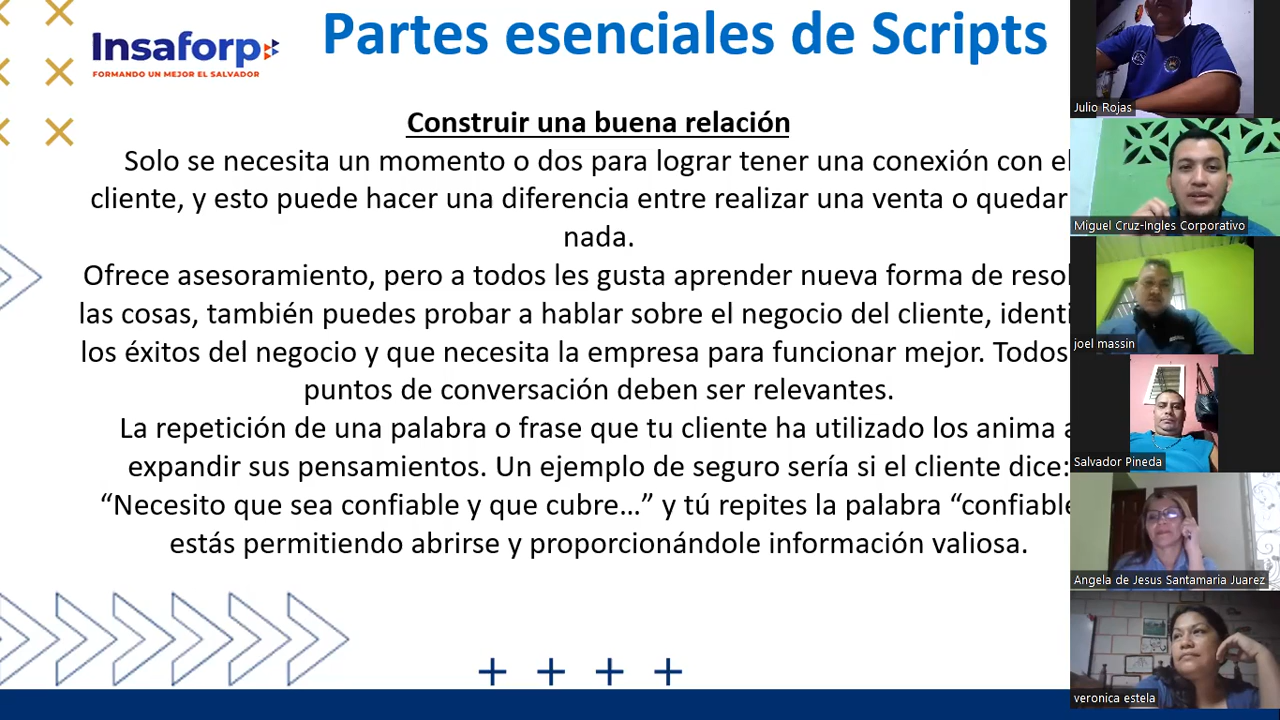 Partes esenciales de Scripts
Insaforp
FORMANDO UN MEJOR EL SALVADOR
Construir una buena relación
Solo se necesita un momento o dos para lograr tener una conexión con el
cliente, y esto puede hacer una diferencia entre realizar una venta o quedar
nada.
Ofrece asesoramiento, pero a todos les gusta aprender nueva forma de
las cosas, también puedes probar a hablar sobre el negocio del cliente,
los éxitos del negocio y que necesita la empresa para funcionar mejor. Todos
puntos de conversación deben ser relevantes.
La repetición de una palabra o frase que tu cliente ha utilizado los anima a
expandir sus pensamientos. Un ejemplo de seguro sería si el cliente dice:
“Necesito que sea confiable y que cubre…” y tú repites la palabra “confiable
estás permitiendo abrirse y proporcionándole información valiosa.
Julio Rojas
Miguel Cruz-Ingles Corporativo
joel massin
Salvador Pineda
Angela de Jesus Santamaria Juarez
veronica estela